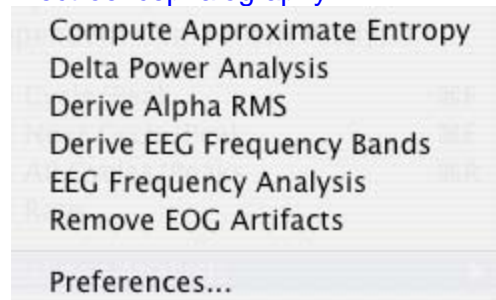 Compute Approximate Entropy
Delta Power Analysis
Derive Alpha RMS
Derive EEG Frequency Bands
EEG Frequency Analysis
Remove EOG Artifacts
Preferences...